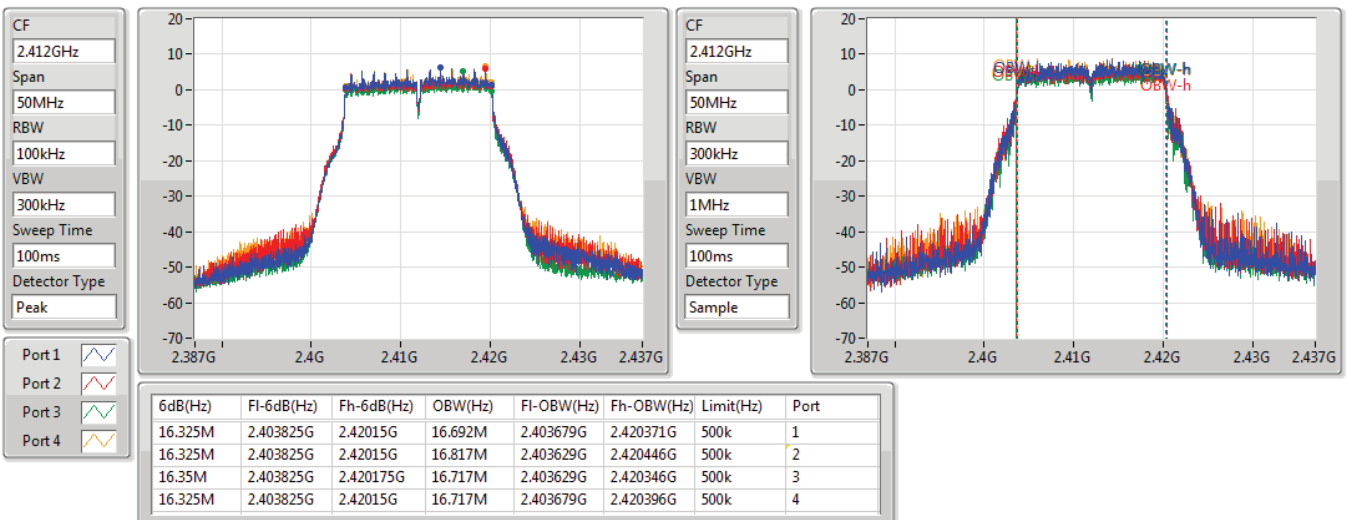 CF
2.412GHz
Span
50MHz
RBW
100kHz
VBW
300kHz
Sweep Time
100ms
Detector Type
Peak
20
10
0
-10
-20
-30
-40
-50
-60
-70
2.387G 2.4G 2.41G 2.42G 2.43G 2.437G
CF
2.412GHz
Span
50MHz
RBW
300kHz
VBW
1MHz
Sweep Time
100ms
Detector Type
Sample
20
10
0
-10
-20
-30
-40
-50
-60
-70
OBW-h
OBW-h
2.387G 2.4G 2.41G 2.42G 2.43G 2.437G
Port 1
Port 2
Port 3
Port 4
6dB(Hz) Fl-6dB(Hz) Fh-6dB(Hz) OBW(Hz) Fl-OBW(Hz) Fh-OBW(Hz) Limit(Hz) Port
16.325M 2.403825G 2.42015G 16.692M 2.403679G 2.420371G 500k 1
16.325M 2.403825G 2.42015G 16.817M 2.403629G 2.420446G 500k 2
16.35M 2.403825G 2.420175G 16.717M 2.403629G 2.420346G 500k 3
16.325M 2.403825G 2.42015G 16.717M 2.403679G 2.420396G 500k 4